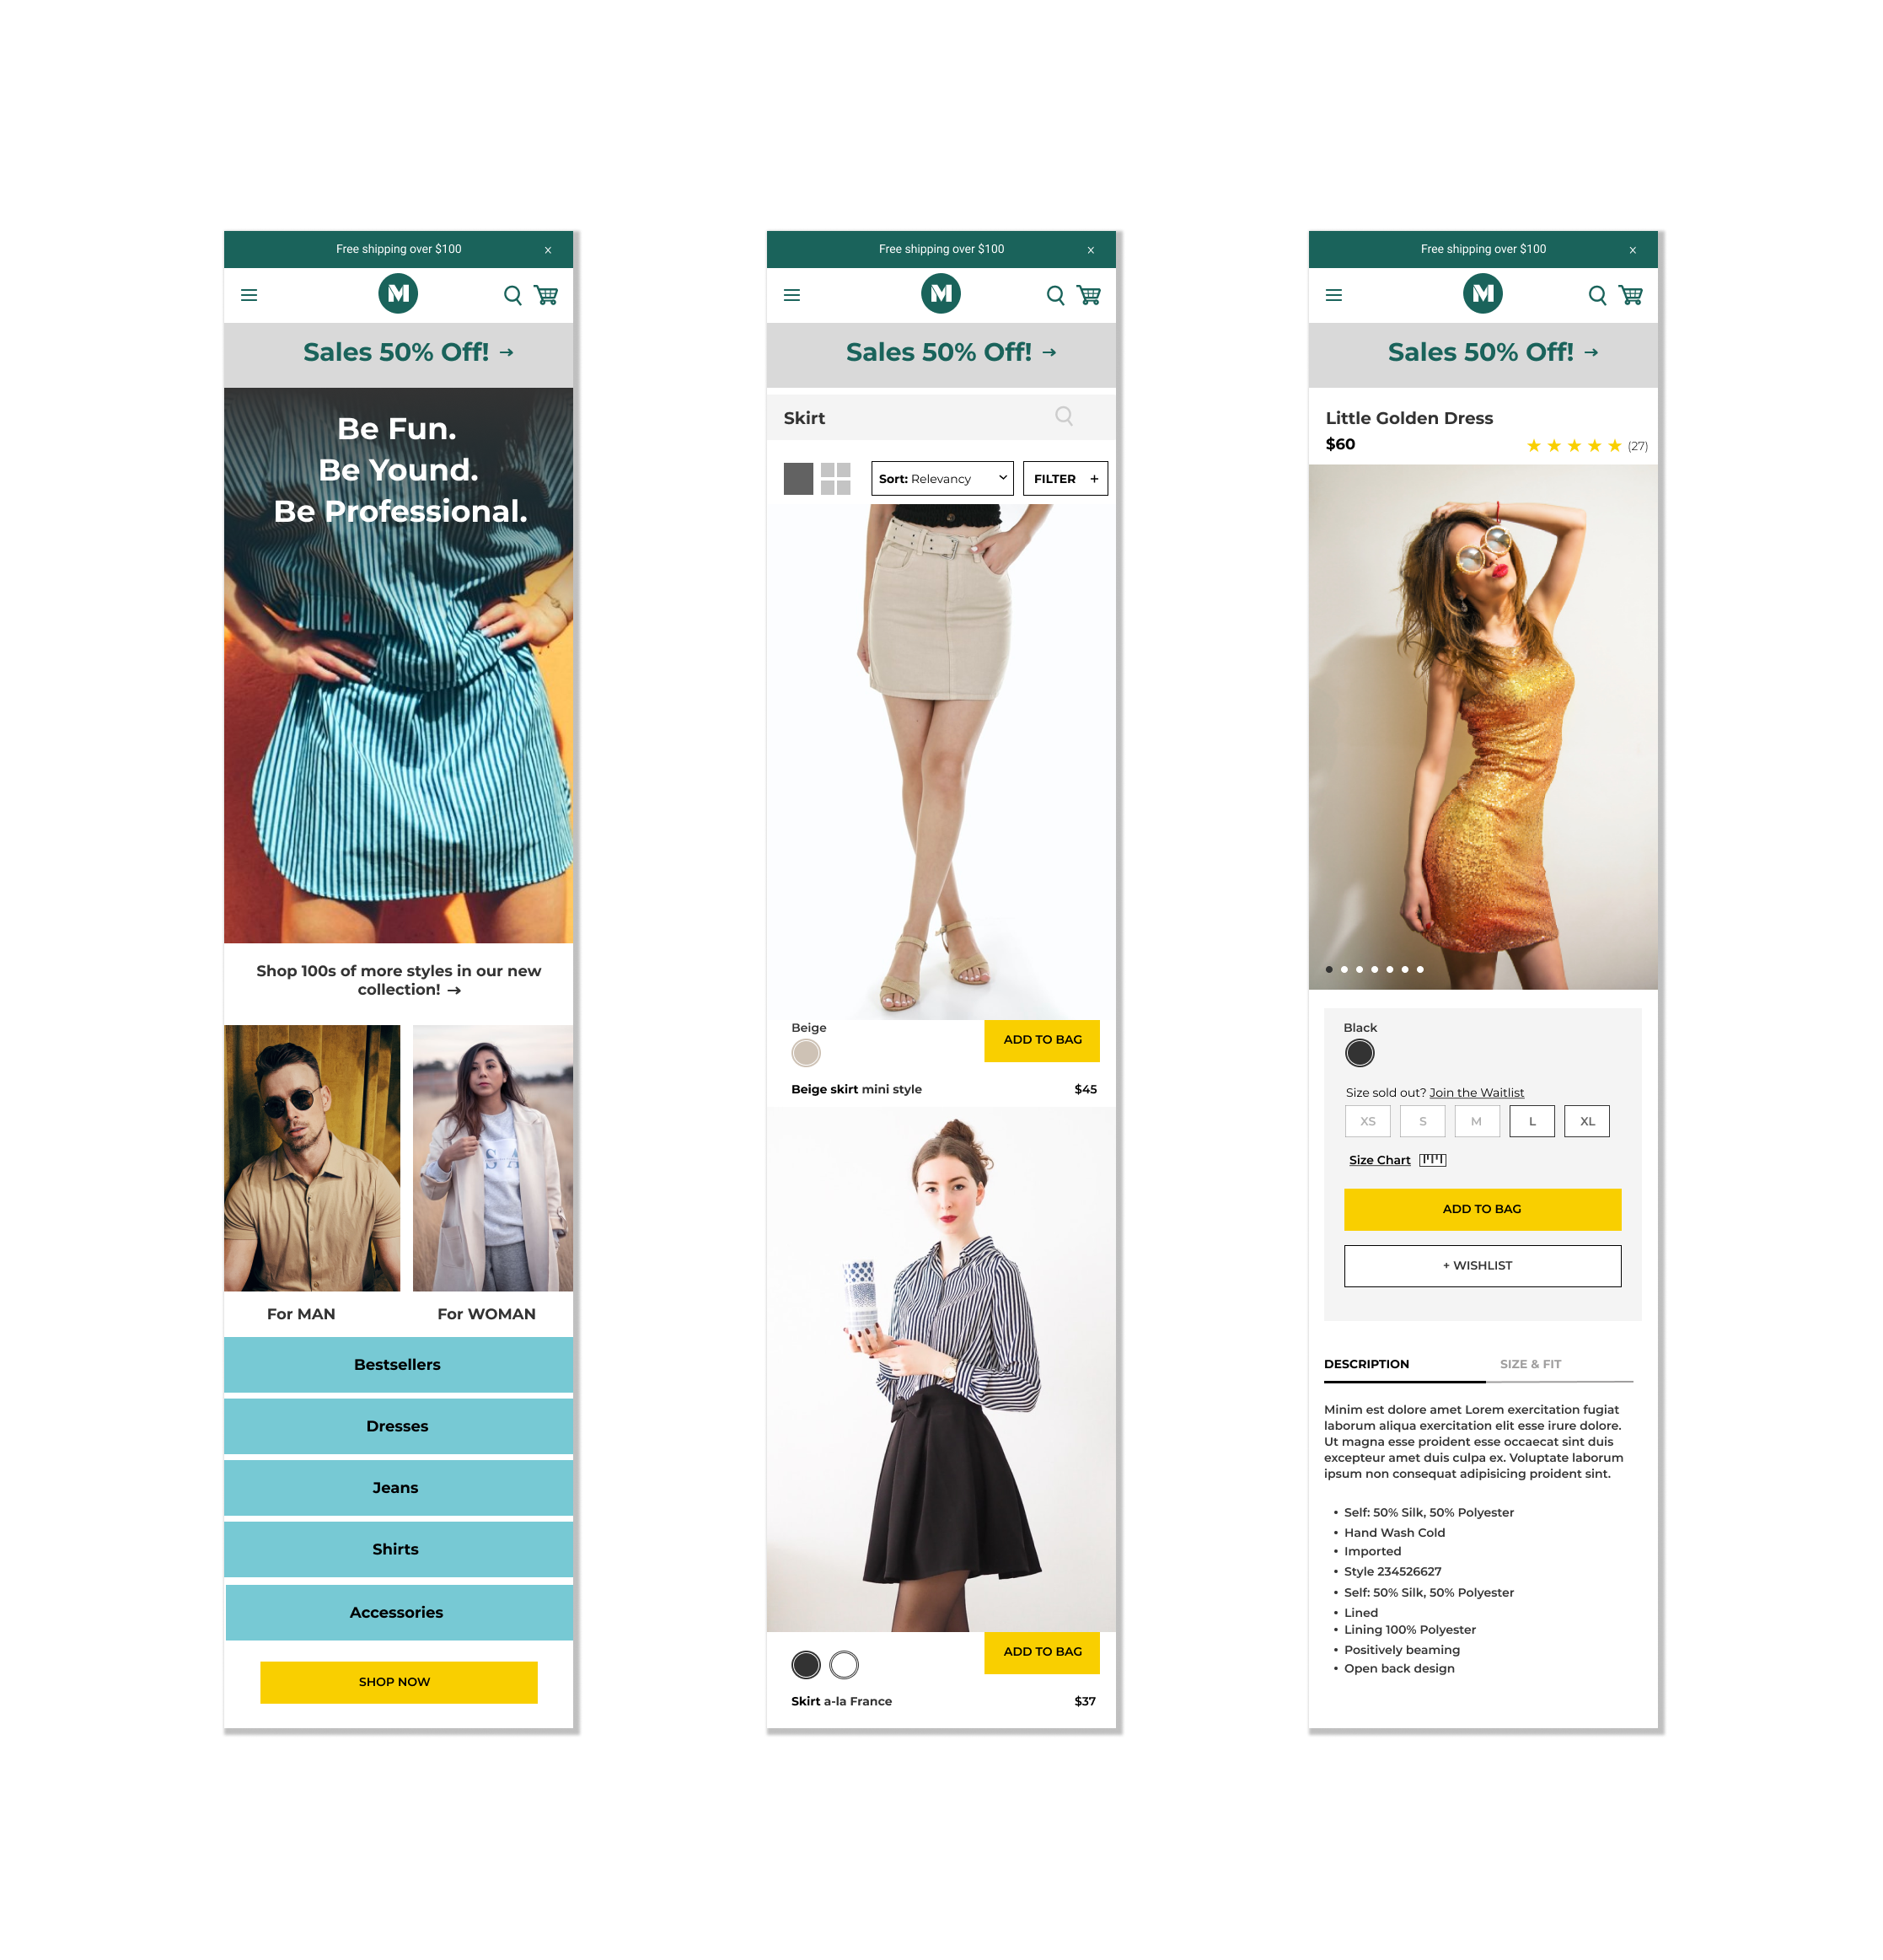 Free shipping over $100 x
M
Sales 50% Off! →
Be Fun.
Be Yound.
Be Professional.
Shop 100s of more styles in our new
collection! →
S A
For MAN For WOMAN
Bestsellers
Dresses
Jeans
Shirts
Accessories
SHOP NOW
Free shipping over $100 x
M
Sales 50% Off! →
Skirt
Sort: Relevancy FILTER +
Beige
ADD TO BAG
Beige skirt mini style $45
ADD TO BAG
Skirt a-la France $37
Free shipping over $100 x
M
Sales 50% Off! →
Little Golden Dress
$60 ★ ★ ★ ★ ★ (27)
Black
Size sold out? Join the Waitlist
XS S M L XL
Size Chart
ADD TO BAG
+ WISHLIST
DESCRIPTION SIZE & FIT
Minim est dolore amet Lorem exercitation fugiat
laborum aliqua exercitation elit esse irure dolore.
Ut magna esse proident esse occaecat sint duis
excepteur amet duis culpa ex. Voluptate laborum
ipsum non consequat adipisicing proident sint.
• Self: 50% Silk, 50% Polyester
• Hand Wash Cold
• Imported
• Style 234526627
• Self: 50% Silk, 50% Polyester
• Lined
• Lining 100% Polyester
• Positively beaming
• Open back design